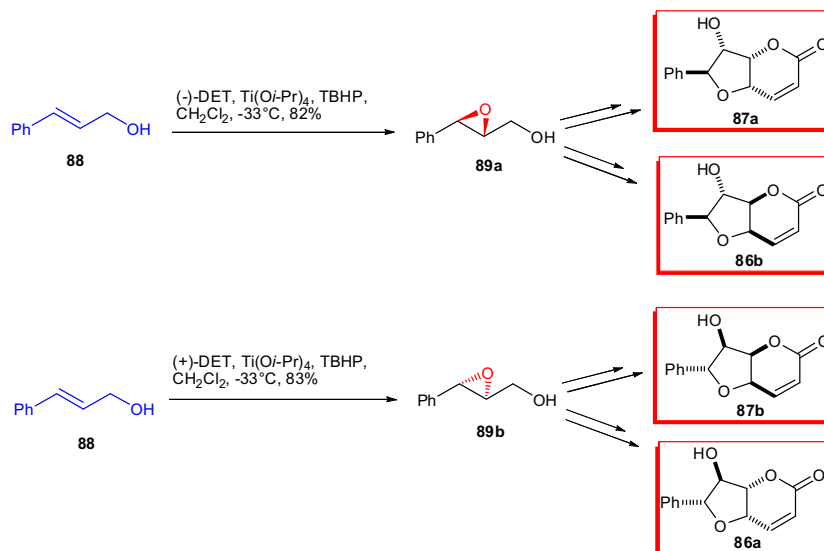 HO
O
O
Ph
O
87a
(-)-DET, Ti(Oi-Pr)4, TBHP,
CH2Cl2, -33°C, 82%
Ph
OH
88
O
Ph
OH
89a
HO
O
O
Ph
O
86b
HO
O
O
Ph
O
87b
(+)-DET, Ti(Oi-Pr)4, TBHP,
CH2Cl2, -33°C, 83%
Ph
OH
88
O
Ph
OH
89b
HO
O
O
Ph
O
86a